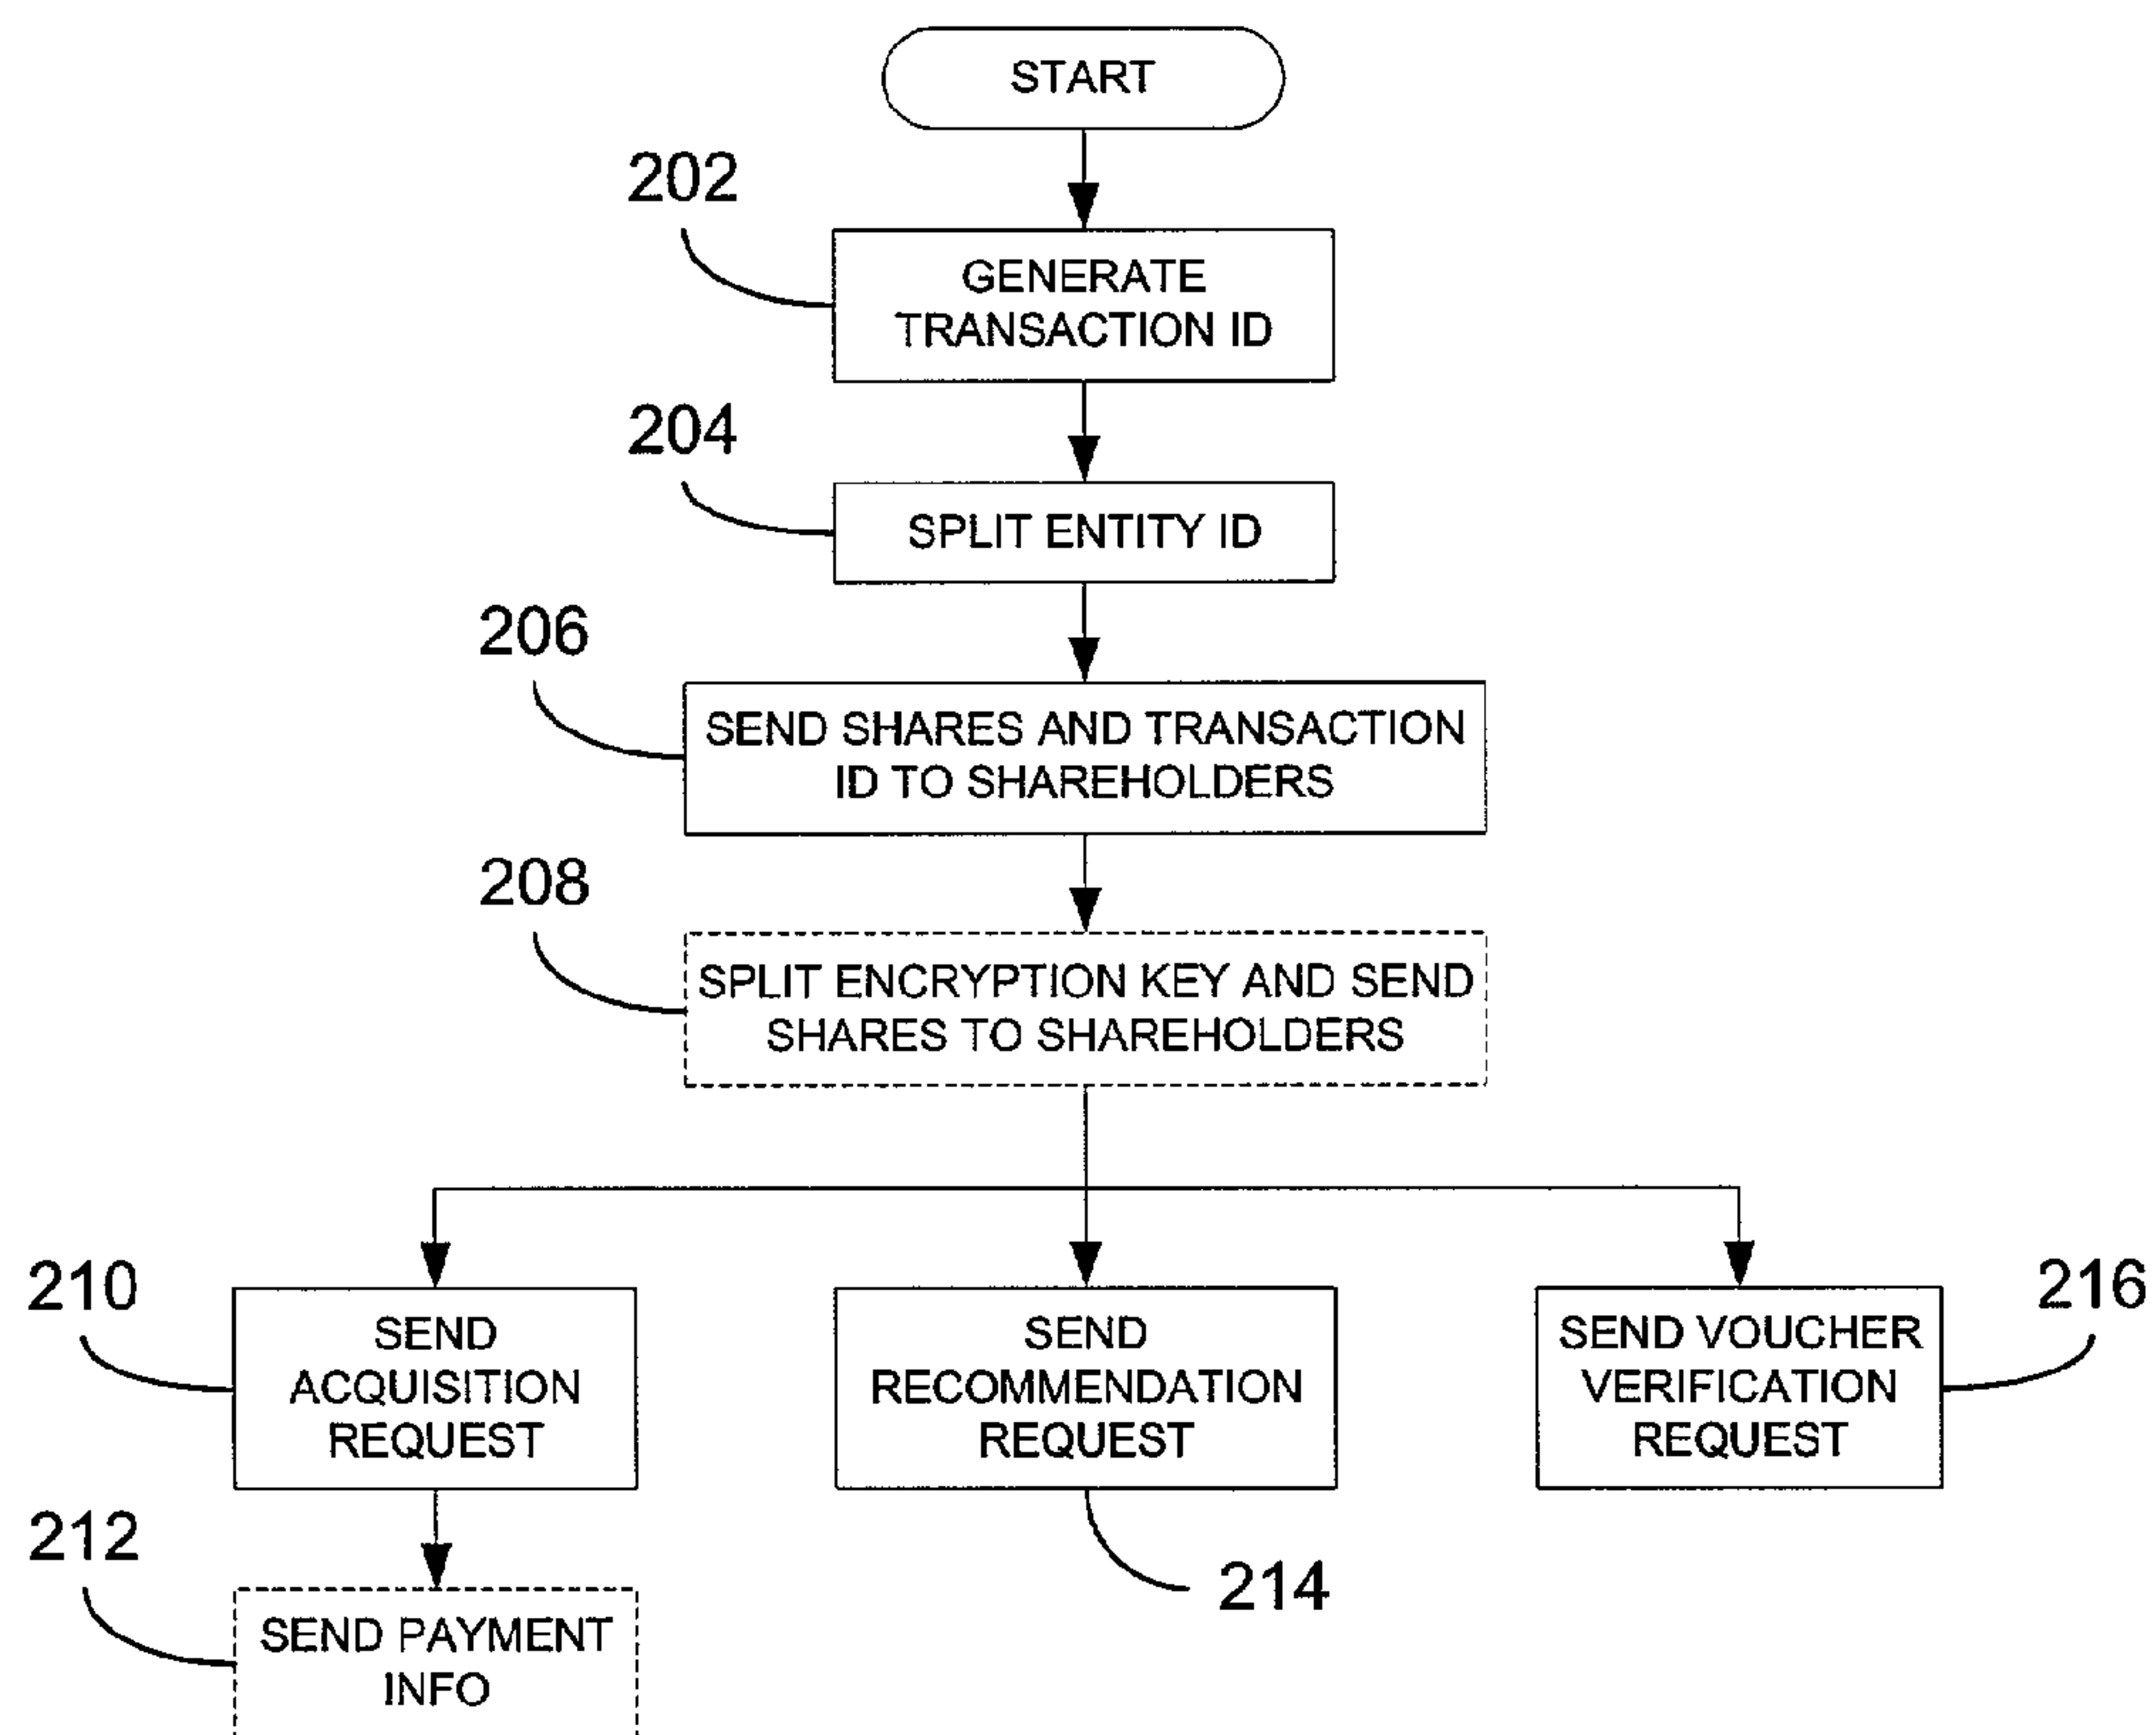 START
202
GENERATE
TRANSACTION ID
204
SPLIT ENTITY ID
206
SEND SHARES AND TRANSACTION
ID TO SHAREHOLDERS
208
SPLIT ENCRYPTION KEY AND SEND
SHARES TO SHAREHOLDERS
210
SEND
ACQUISITION
REQUEST
SEND
RECOMMENDATION
REQUEST
SEND VOUCHER
VERIFICATION
REQUEST
216
212
SEND PAYMENT
INFO
214